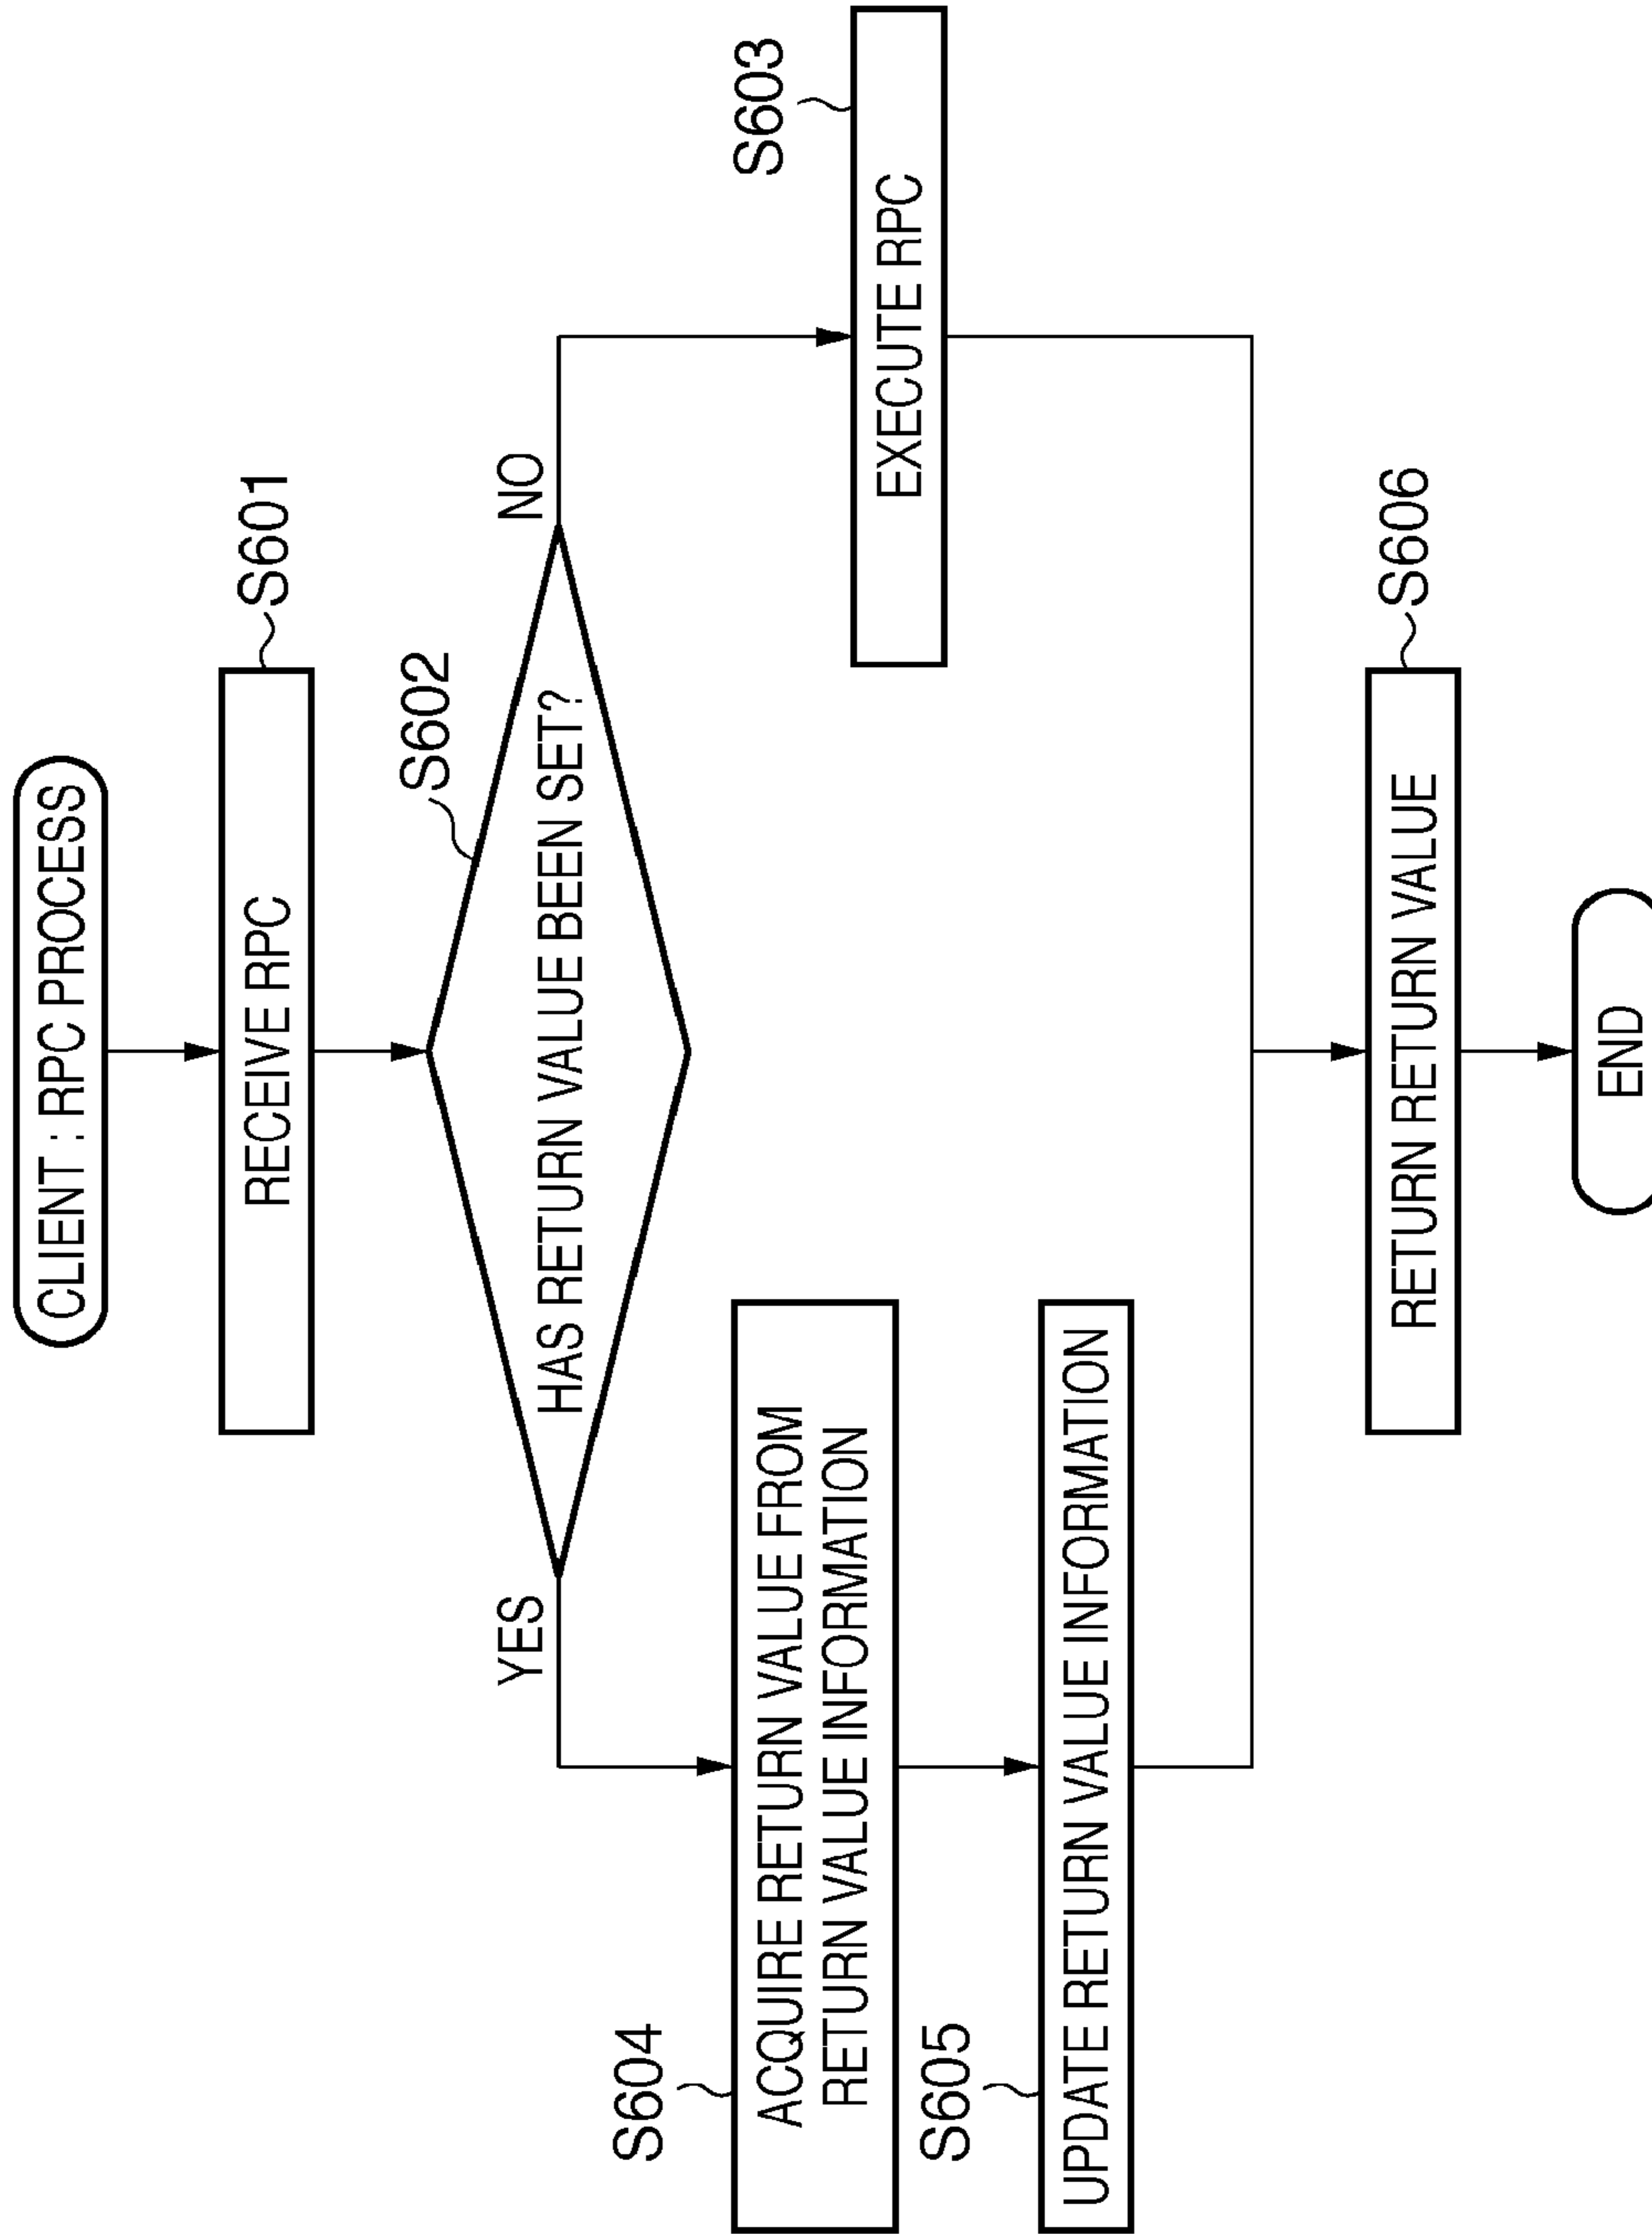 CLIENT : RPC PROCESS
RECEIVE RPC
S601
HAS RETURN VALUE BEEN SET?
S602
YES
NO
S604
ACQUIRE RETURN VALUE FROM
RETURN VALUE INFORMATION
EXECUTE RPC
S603
S605
UPDATE RETURN VALUE INFORMATION
RETURN RETURN VALUE
S606
END